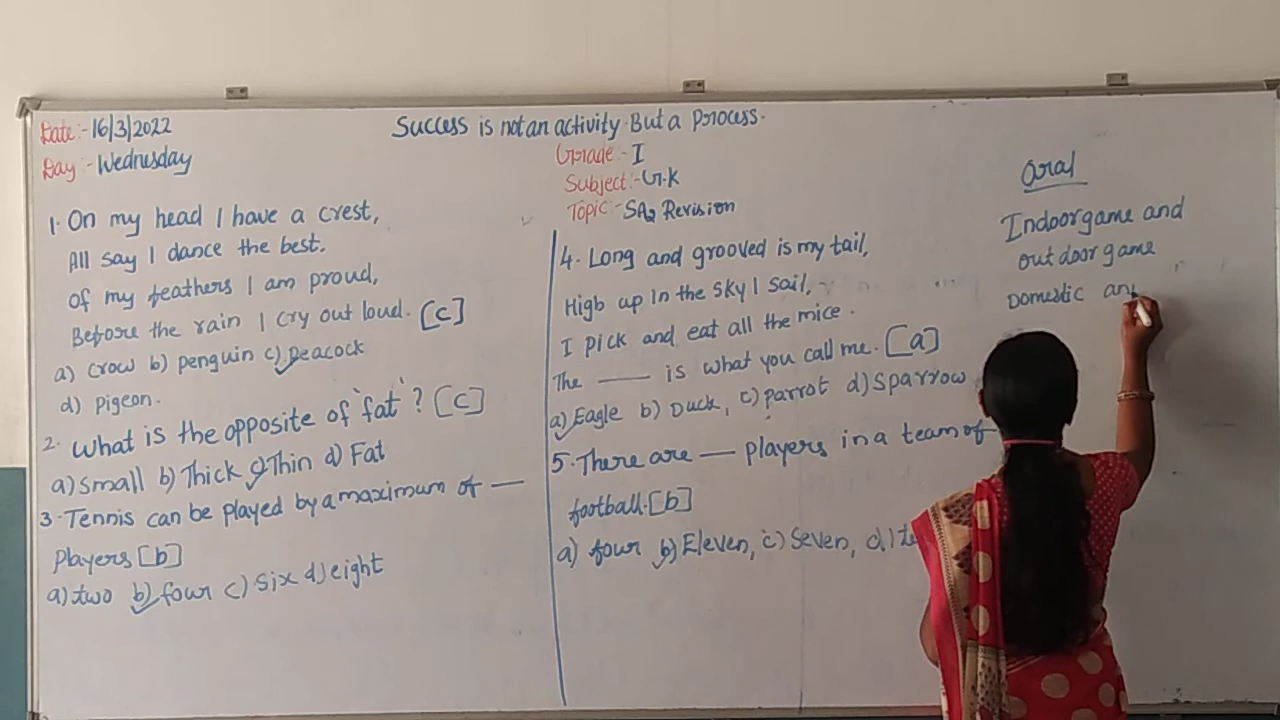 Date:-16/3/2022
Day:-Wednesday
Success is not an activity. But a process.
Grade:-I
Subject:-G.K
Topic:-SA2 Revision
1. On my head I have a crest,
All say I dance the best.
of my feathers I am proud,
Before the rain I cry out loud. [c]
a) crow b) penguin c) peacock
d) pigeon.
2. What is the opposite of 'fat'? [c]
a) small b) Thick c) Thin d) Fat
3. Tennis can be played by a maximum of —
players [b]
a) two b) four c) six d) eight
4. Long and grooved is my tail,
High up in the sky I sail,
I pick and eat all the mice.
The — is what you call me. [a]
a) Eagle b) Duck, c) parrot d) Sparrow
5. There are — players in a team of
football. [b]
a) four b) Eleven, c) Seven, d)
Oral
Indoor game and
outdoor game
Domestic